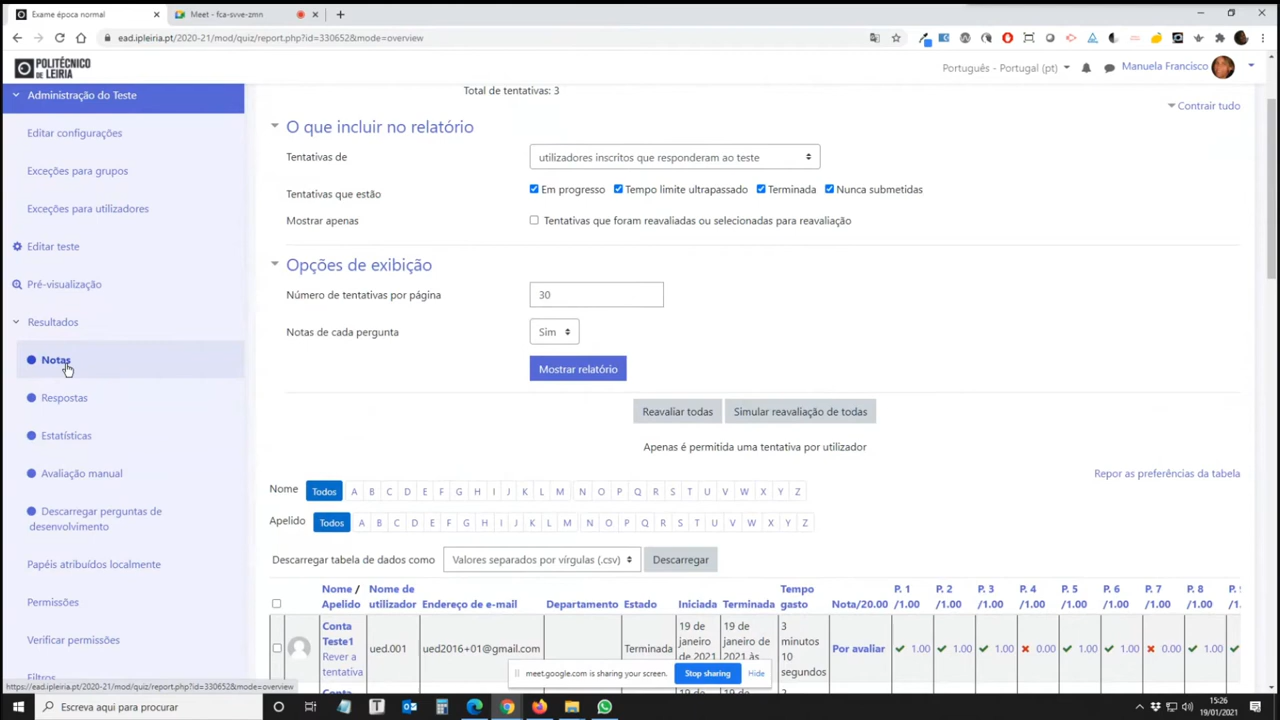 Exame época normal
Meet - fca-svve-zmn
ead.ipleiria.pt/2020-21/mod/quiz/report.php?id=330652&mode=overview
POLITÉCNICO
DE LEIRIA
Português - Portugal (pt)
Manuela Francisco
Administração do Teste
Editar configurações
Exceções para grupos
Exceções para utilizadores
Editar teste
Pré-visualização
Resultados
Notas
Respostas
Estatísticas
Avaliação manual
Descarregar perguntas de
desenvolvimento
Papéis atribuídos localmente
Permissões
Verificar permissões
Filtros
https://ead.ipleiria.pt/2020-21/mod/quiz/report.php?id=330652&mode=overview
Total de tentativas: 3
Contrair tudo
O que incluir no relatório
Tentativas de
utilizadores inscritos que responderam ao teste
Tentativas que estão
Em progresso Tempo limite ultrapassado Terminada Nunca submetidas
Mostrar apenas
Tentativas que foram reavaliadas ou selecionadas para reavaliação
Opções de exibição
Número de tentativas por página
30
Notas de cada pergunta
Sim
Mostrar relatório
Reavaliar todas Simular reavaliação de todas
Apenas é permitida uma tentativa por utilizador
Repor as preferências da tabela
Nome Todos A B C D E F G H I J K L M N O P Q R S T U V W X Y Z
Apelido Todos A B C D E F G H I J K L M N O P Q R S T U V W X Y Z
Descarregar tabela de dados como Valores separados por vírgulas (.csv) Descarregar
Nome / Apelido Nome de utilizador Endereço de e-mail Departamento Estado Iniciada Terminada Tempo gasto Nota/20.00 P. 1 /1.00 P. 2 /1.00 P. 3 /1.00 P. 4 /1.00 P. 5 /1.00 P. 6 /1.00 P. 7 /1.00 P. 8 /1.00
Conta Teste1 Rever a tentativa ued.001 ued2016+01@gmail.com Terminada 19 de janeiro de 2021 19 de janeiro de 2021 às 3 minutos 10 segundos Por avaliar 1.00 1.00 1.00 0.00 1.00 1.00 0.00 1.00
Conta
meet.google.com is sharing your screen. Stop sharing Hide
Escreva aqui para procurar
15:26
19/01/2021